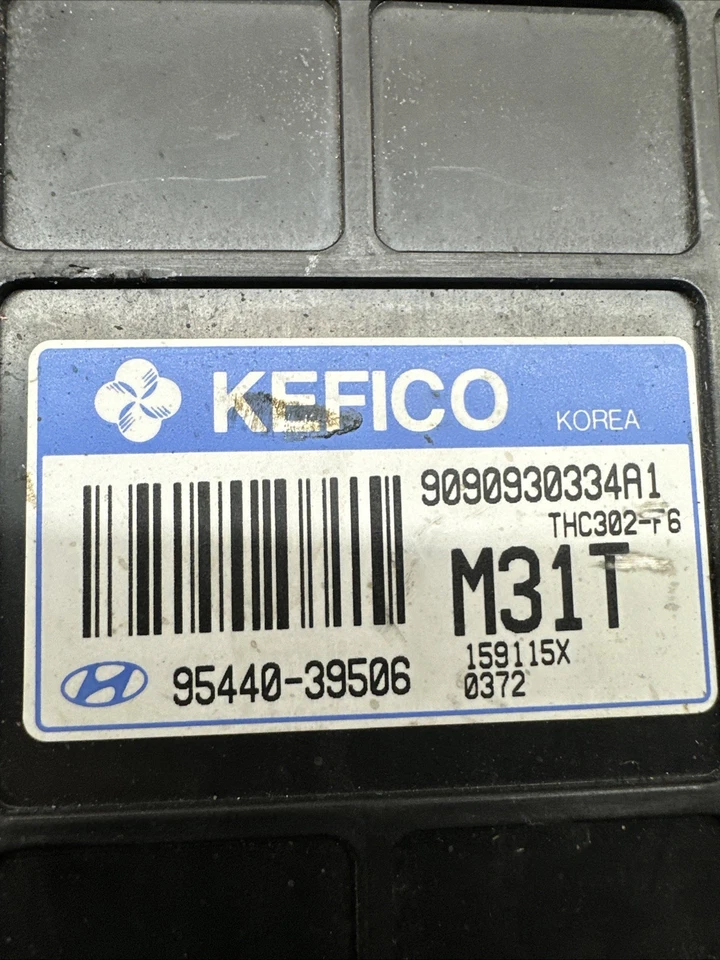 KEFICO
KOREA
9090930334A1
THC302-F6
M31T
159115X
0372
95440-39506